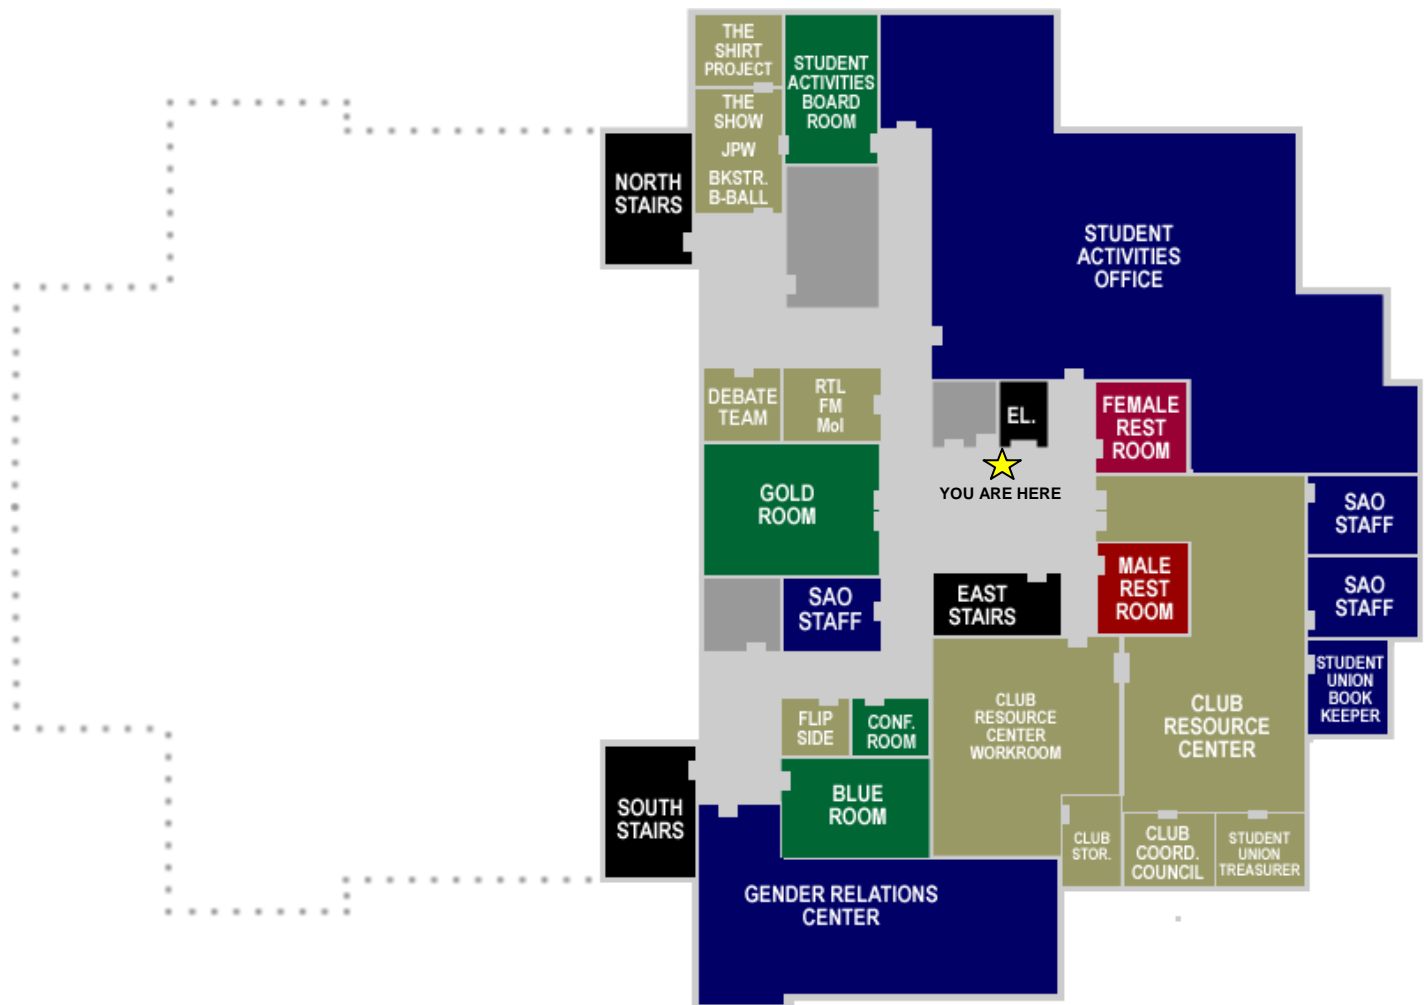 THE
SHIRT
PROJECT
STUDENT
ACTIVITIES
BOARD
ROOM
THE
SHOW
JPW
BKSTR.
B-BALL
NORTH
STAIRS
STUDENT
ACTIVITIES
OFFICE
DEBATE
TEAM
RTL
FM
MoI
EL.
FEMALE
REST
ROOM
YOU ARE HERE
GOLD
ROOM
SAO
STAFF
SAO
STAFF
MALE
REST
ROOM
EAST
STAIRS
SAO
STAFF
STUDENT
UNION
BOOK
KEEPER
FLIP
SIDE
CONF.
ROOM
CLUB
RESOURCE
CENTER
WORKROOM
CLUB
RESOURCE
CENTER
SOUTH
STAIRS
BLUE
ROOM
CLUB
STOR.
CLUB
COORD.
COUNCIL
STUDENT
UNION
TREASURER
GENDER RELATIONS
CENTER